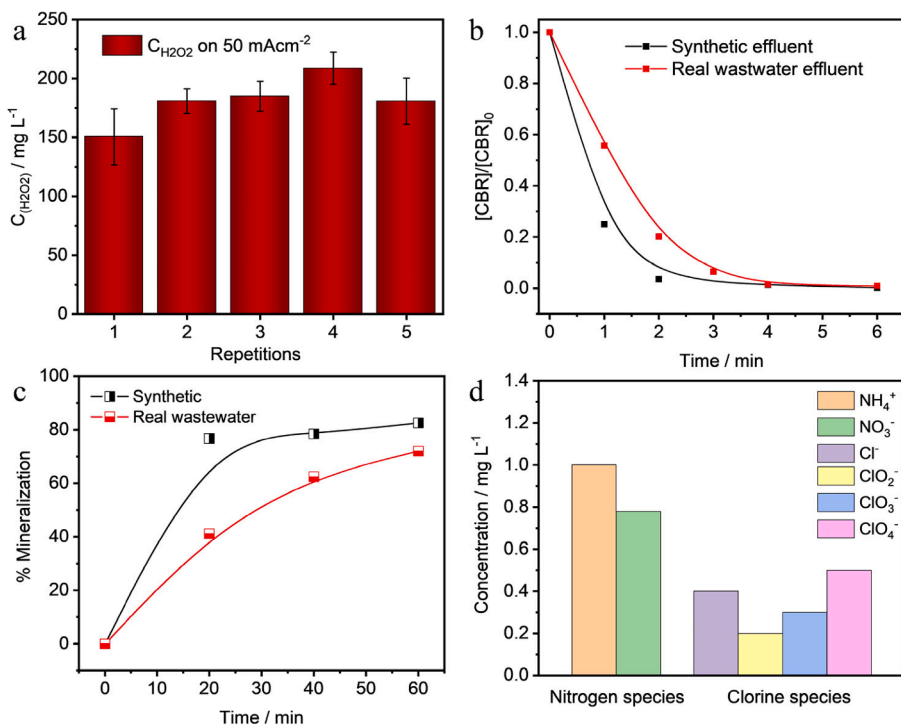 a
C_H2O2 on 50 mAcm⁻²
C_(H2O2) / mg L⁻¹
250
200
150
100
50
0
1 2 3 4 5
Repetitions
b
Synthetic effluent
Real wastwater effluent
[CBR]/[CBR]₀
1.0
0.8
0.6
0.4
0.2
0.0
0 1 2 3 4 5 6
Time / min
c
Synthetic
Real wastewater
% Mineralization
100
80
60
40
20
0
0 10 20 30 40 50 60
Time / min
d
NH₄⁺
NO₃⁻
Cl⁻
ClO₂⁻
ClO₃⁻
ClO₄⁻
Concentration / mg L⁻¹
1.4
1.2
1.0
0.8
0.6
0.4
0.2
0.0
Nitrogen species Clorine species